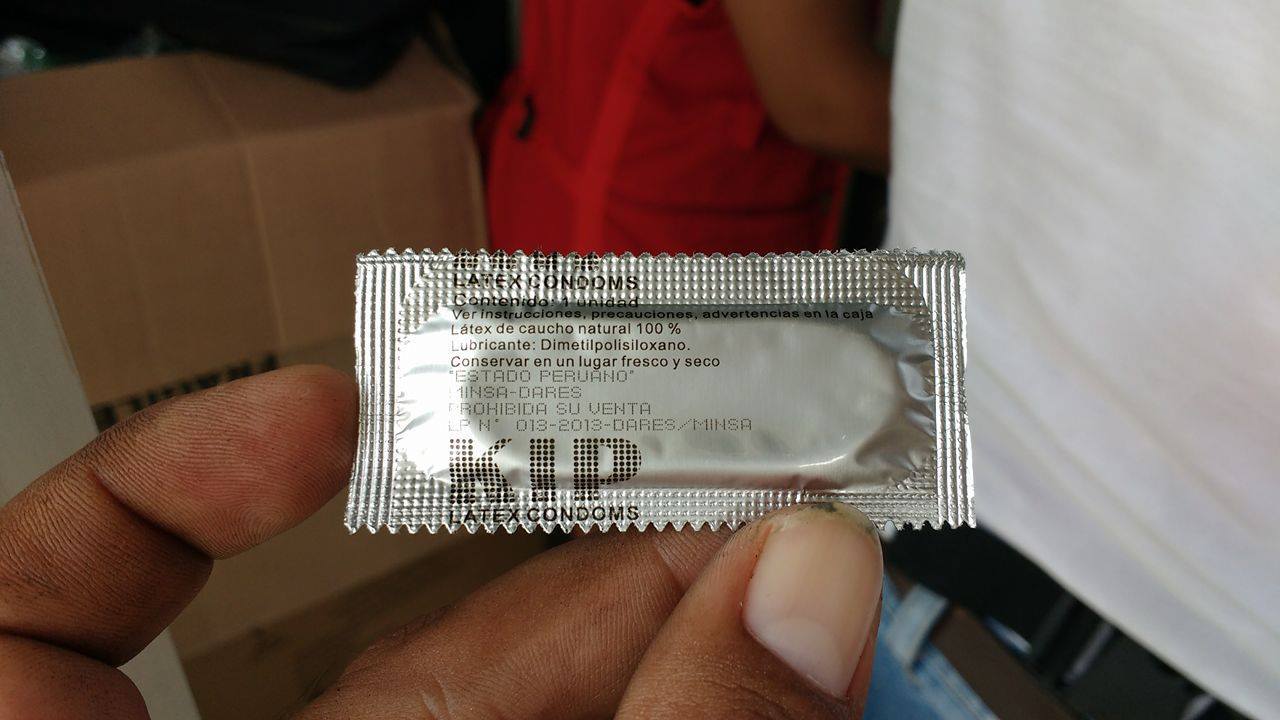 LATEX CONDOMS
Contenido: 1 unidad
Ver instrucciones, precauciones, advertencias en la caja
Látex de caucho natural 100 %
Lubricante: Dimetilpolisiloxano.
Conservar en un lugar fresco y seco
"ESTADO PERUANO"
MINSA-DARES
PROHIBIDA SU VENTA
LP N° 013-2013-DARES/MINSA
KIP
LATEX CONDOMS